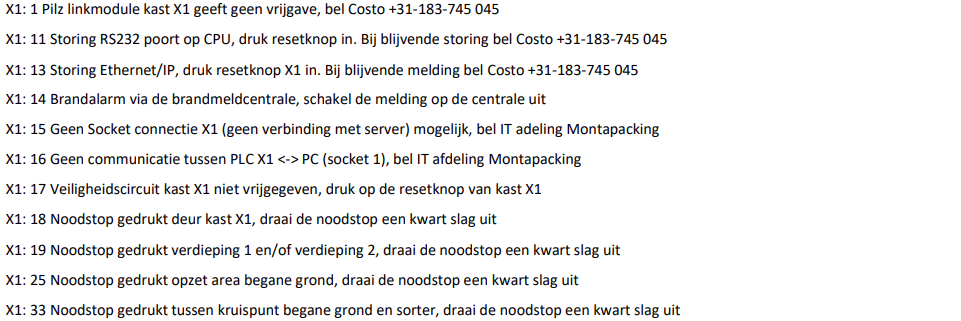 X1: 1 Pilz linkmodule kast X1 geeft geen vrijgave, bel Costo +31-183-745 045
X1: 11 Storing RS232 poort op CPU, druk resetknop in. Bij blijvende storing bel Costo +31-183-745 045
X1: 13 Storing Ethernet/IP, druk resetknop X1 in. Bij blijvende melding bel Costo +31-183-745 045
X1: 14 Brandalarm via de brandmeldcentrale, schakel de melding op de centrale uit
X1: 15 Geen Socket connectie X1 (geen verbinding met server) mogelijk, bel IT adeling Montapacking
X1: 16 Geen communicatie tussen PLC X1 <-> PC (socket 1), bel IT afdeling Montapacking
X1: 17 Veiligheidscircuit kast X1 niet vrijgegeven, druk op de resetknop van kast X1
X1: 18 Noodstop gedrukt deur kast X1, draai de noodstop een kwart slag uit
X1: 19 Noodstop gedrukt verdieping 1 en/of verdieping 2, draai de noodstop een kwart slag uit
X1: 25 Noodstop gedrukt opzet area begane grond, draai de noodstop een kwart slag uit
X1: 33 Noodstop gedrukt tussen kruispunt begane grond en sorter, draai de noodstop een kwart slag uit